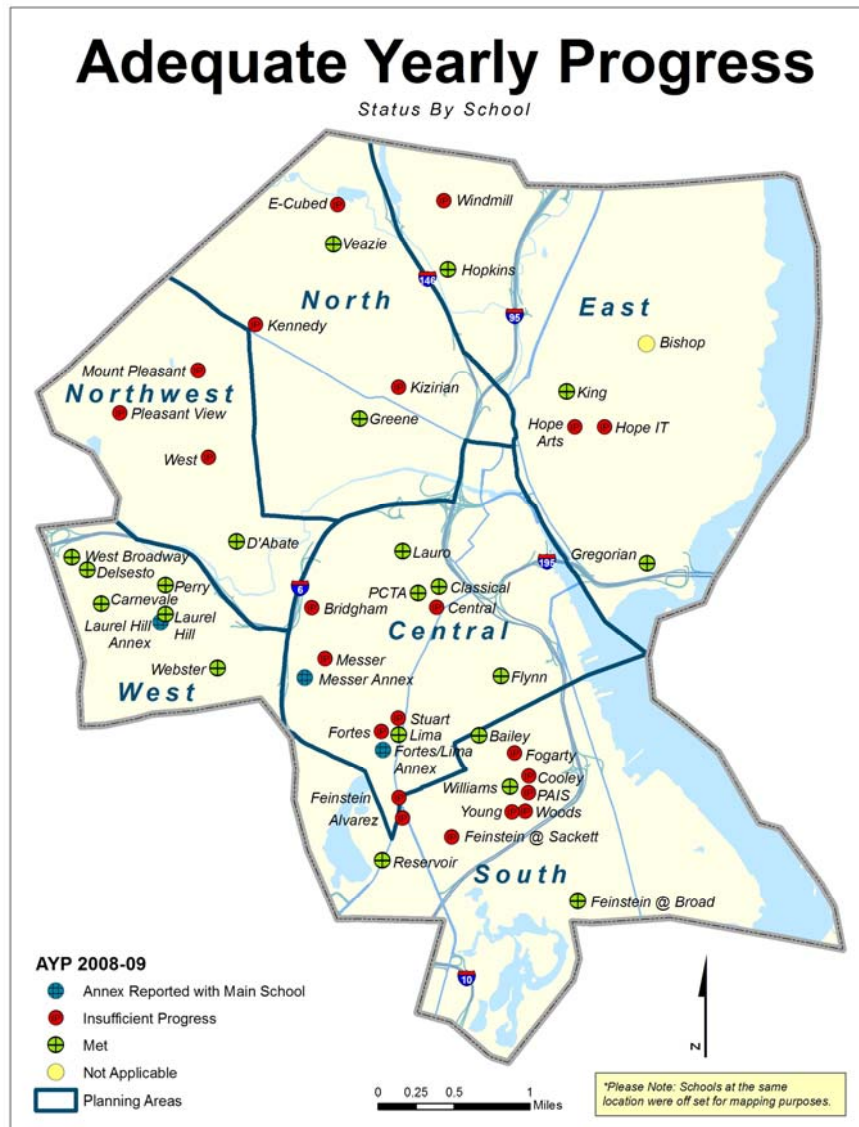 Adequate Yearly Progress
Status By School
E-Cubed
Windmill
Veazie
Hopkins
146
North
95
East
Kennedy
Bishop
Mount Pleasant
Kizirian
Northwest
King
Pleasant View
Greene
Hope
Arts
Hope IT
West
D'Abate
Lauro
Gregorian
195
West Broadway
Delsesto
Perry
6
PCTA
Classical
Carnevale
Bridgham
Central
Laurel
Hill
Laurel Hill
Annex
Central
West
Webster
Messer
Messer Annex
Flynn
Stuart
Fortes
Lima
Bailey
Fortes/Lima
Annex
Fogarty
Cooley
Williams
PAIS
Feinstein
Young
Woods
Alvarez
Feinstein @ Sackett
Reservoir
South
Feinstein @ Broad
10
AYP 2008-09
Annex Reported with Main School
Insufficient Progress
Met
Not Applicable
Planning Areas
0 0.25 0.5 1
Miles
N
*Please Note: Schools at the same
location were off set for mapping purposes.